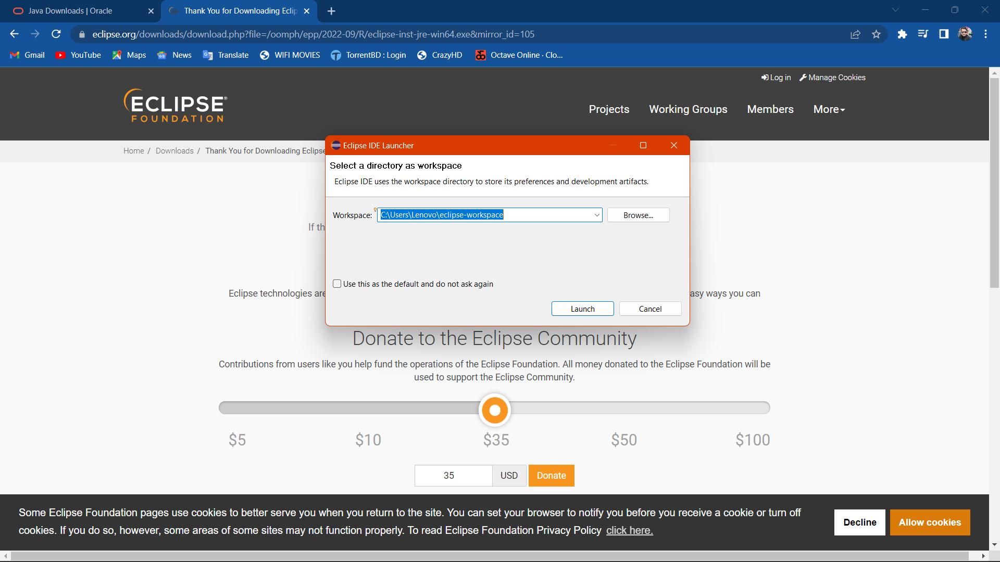 Java Downloads | Oracle
Thank You for Downloading Eclip
eclipse.org/downloads/download.php?file=/oomph/epp/2022-09/R/eclipse-inst-jre-win64.exe&mirror_id=105
Gmail YouTube Maps News Translate WIFI MOVIES TorrentBD : Login CrazyHD Octave Online · Clo...
Log in Manage Cookies
ECLIPSE®
FOUNDATION
Projects Working Groups Members More
Home / Downloads / Thank You for Downloading Eclipse
Eclipse IDE Launcher
Select a directory as workspace
Eclipse IDE uses the workspace directory to store its preferences and development artifacts.
Workspace: C:\Users\Lenovo\eclipse-workspace Browse...
If th
Use this as the default and do not ask again
Eclipse technologies are
asy ways you can
Launch Cancel
Donate to the Eclipse Community
Contributions from users like you help fund the operations of the Eclipse Foundation. All money donated to the Eclipse Foundation will be
used to support the Eclipse Community.
$5 $10 $35 $50 $100
35 USD Donate
Some Eclipse Foundation pages use cookies to better serve you when you return to the site. You can set your browser to notify you before you receive a cookie or turn off
cookies. If you do so, however, some areas of some sites may not function properly. To read Eclipse Foundation Privacy Policy click here.
Decline Allow cookies